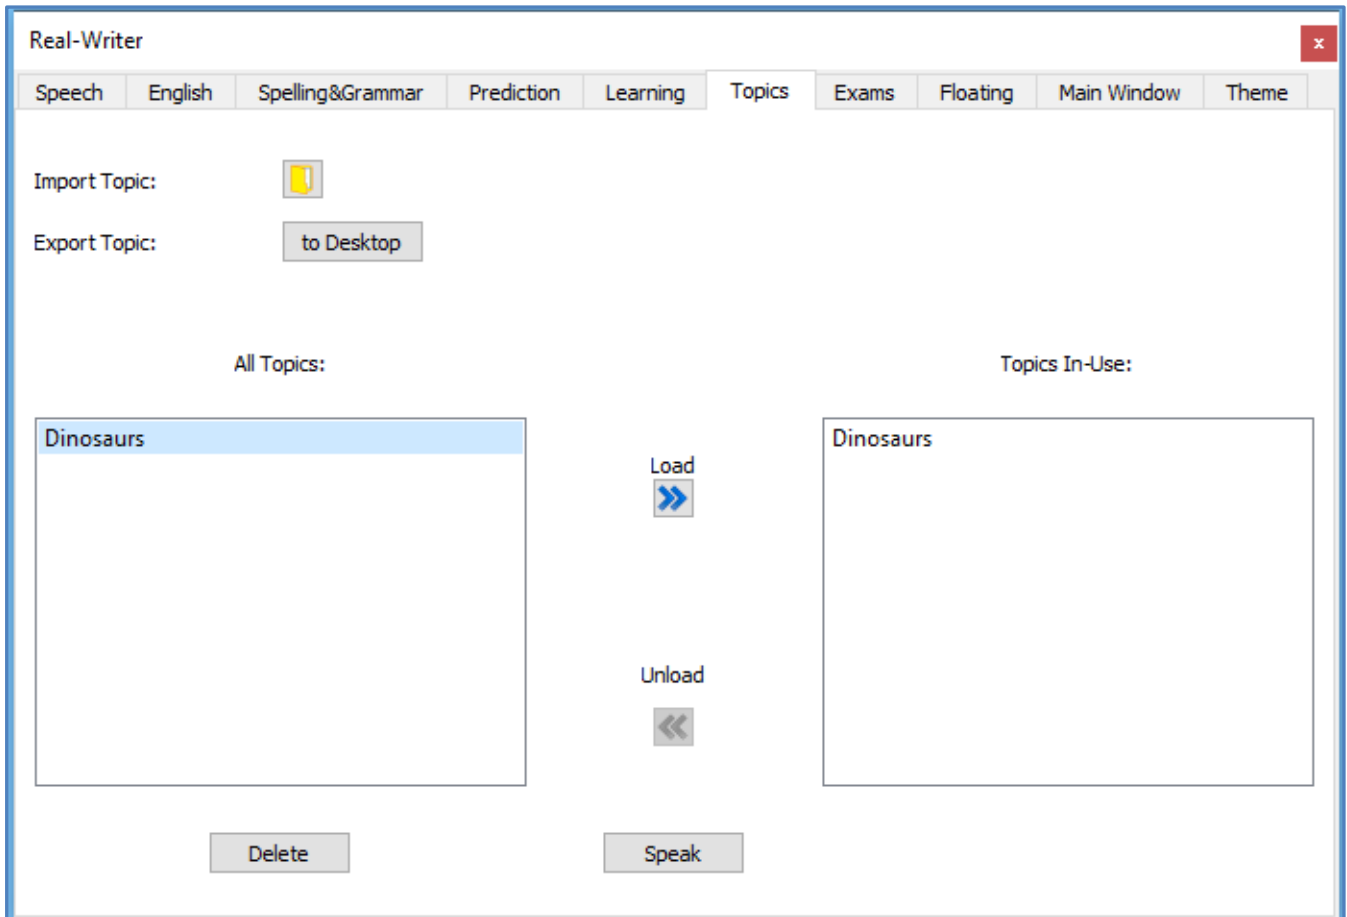 Real-Writer
x
Speech English Spelling&Grammar Prediction Learning Topics Exams Floating Main Window Theme
Import Topic:
Export Topic: to Desktop
All Topics: Topics In-Use:
Dinosaurs Dinosaurs
Load
Unload
Delete Speak